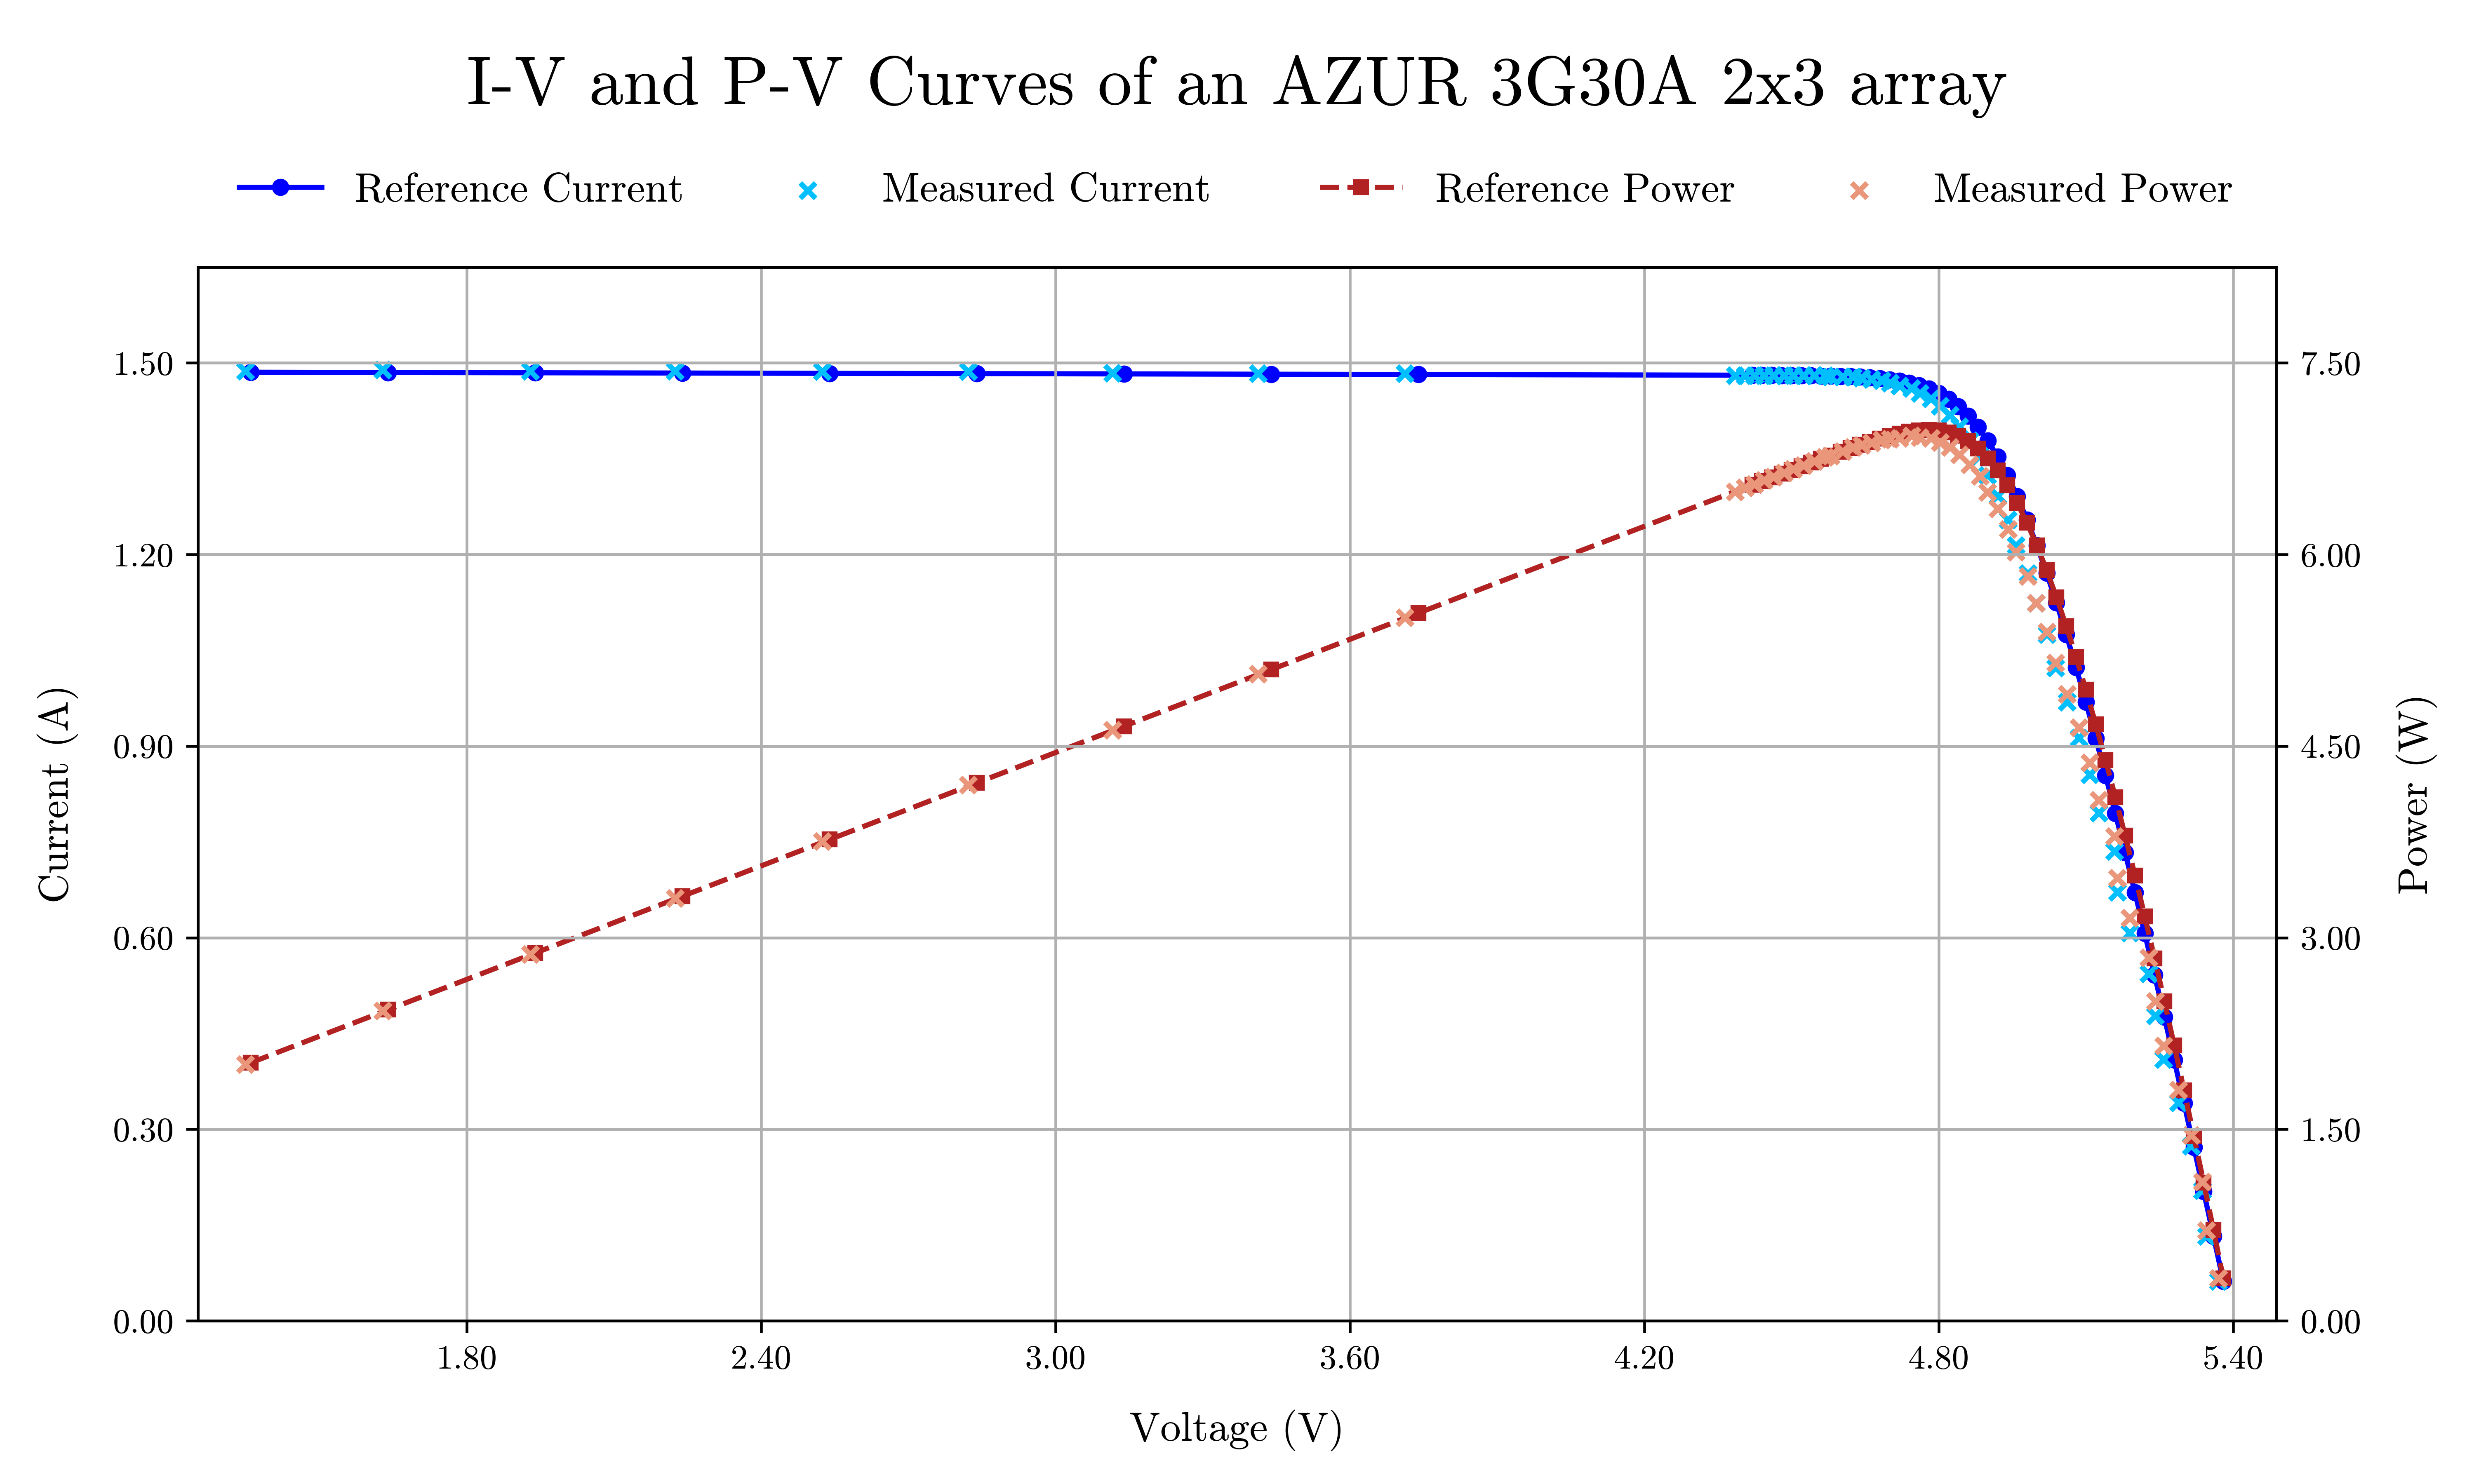 I-V and P-V Curves of an AZUR 3G30A 2x3 array
Reference Current Measured Current Reference Power Measured Power
1.50 7.50
1.20 6.00
0.90 4.50
0.60 3.00
0.30 1.50
0.00 0.00
Current (A)
Power (W)
1.80 2.40 3.00 3.60 4.20 4.80 5.40
Voltage (V)